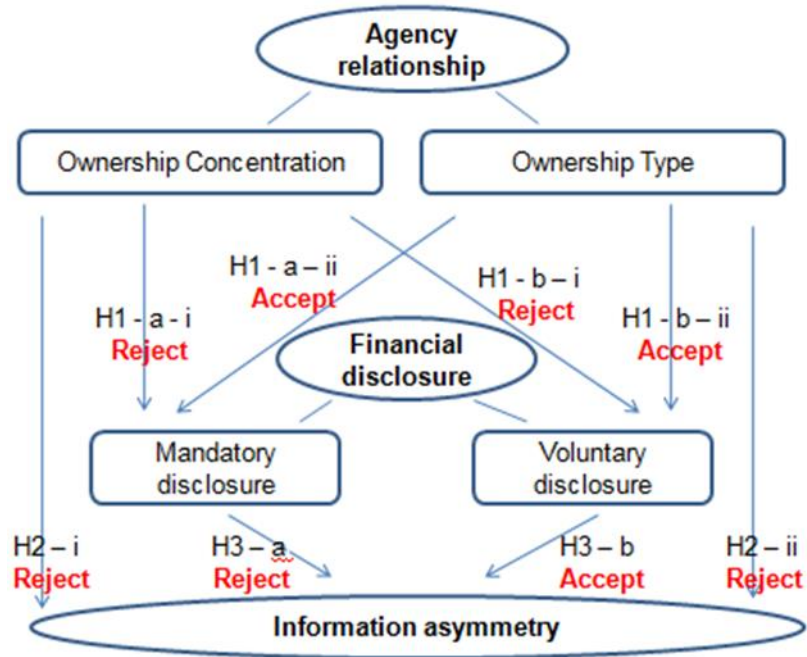 Agency
relationship
Ownership Concentration
Ownership Type
H1 - a – ii
Accept
H1 - b – i
Reject
H1 - a - i
Reject
H1 - b – ii
Accept
Financial
disclosure
Mandatory
disclosure
Voluntary
disclosure
H2 – i
Reject
H3 – a
Reject
H3 – b
Accept
H2 – ii
Reject
Information asymmetry